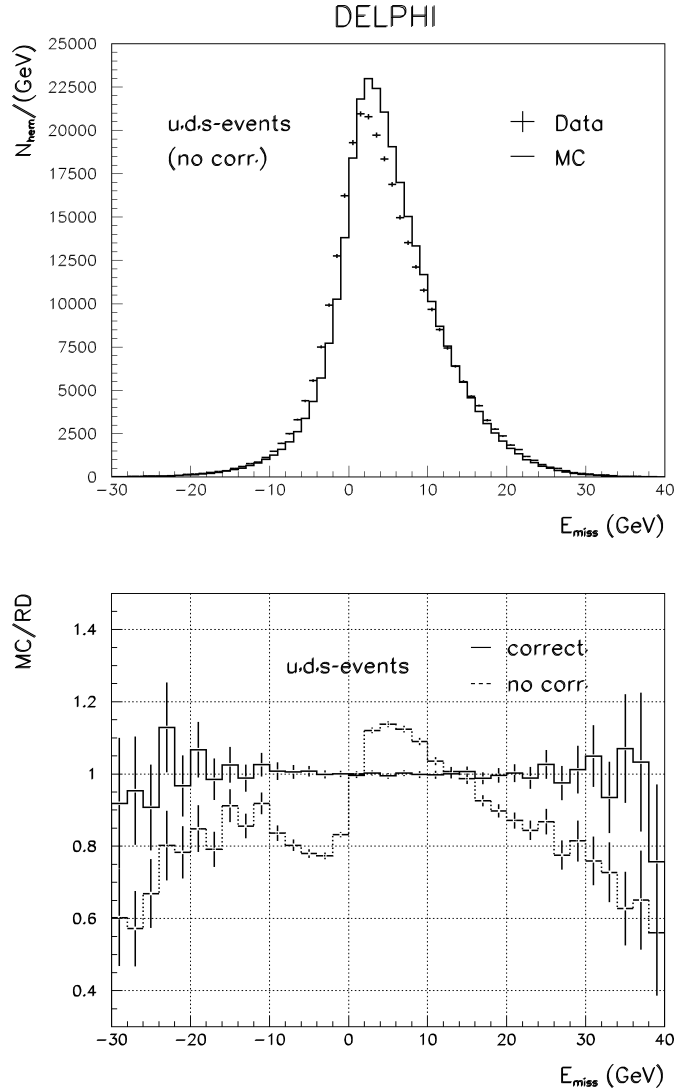 DELPHI
N_hem/(GeV)
25000
22500
20000
17500
15000
12500
10000
7500
5000
2500
0
u,d,s-events
(no corr.)
Data
MC
−30 −20 −10 0 10 20 30 40
E_miss (GeV)
MC/RD
1.4
1.2
1
0.8
0.6
0.4
u,d,s-events
correct.
no corr.
−30 −20 −10 0 10 20 30 40
E_miss (GeV)